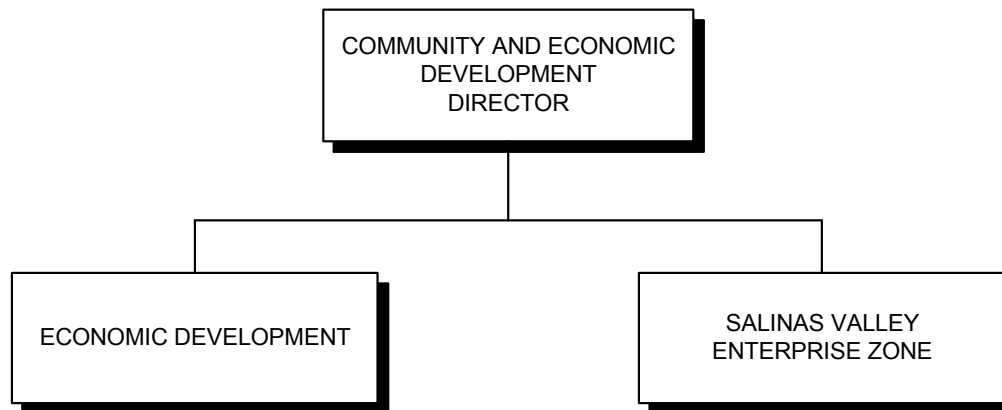 COMMUNITY AND ECONOMIC
DEVELOPMENT
DIRECTOR
ECONOMIC DEVELOPMENT
SALINAS VALLEY
ENTERPRISE ZONE